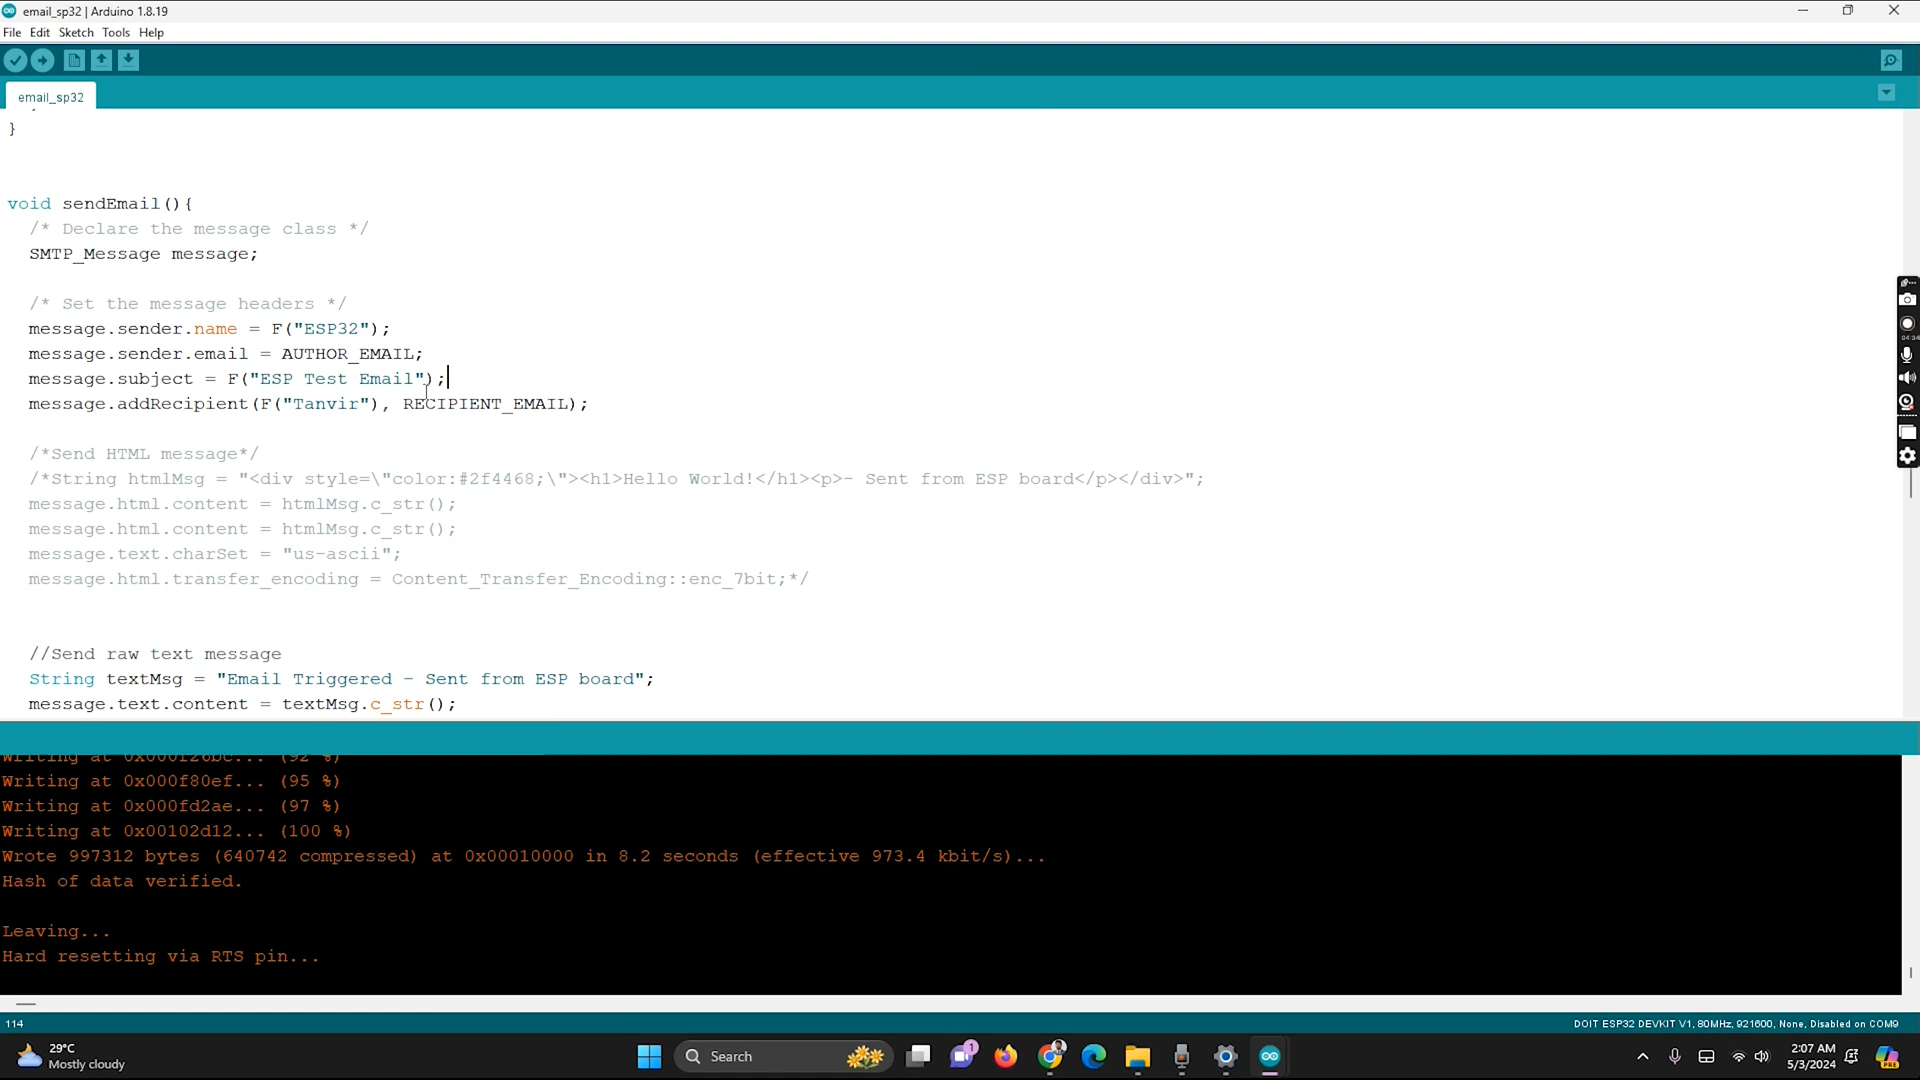 email_sp32 | Arduino 1.8.19
File Edit Sketch Tools Help
email_sp32
}
void sendEmail(){
/* Declare the message class */
SMTP_Message message;
/* Set the message headers */
message.sender.name = F("ESP32");
message.sender.email = AUTHOR_EMAIL;
message.subject = F("ESP Test Email");
message.addRecipient(F("Tanvir"), RECIPIENT_EMAIL);
/*Send HTML message*/
/*String htmlMsg = "<div style=\"color:#2f4468;\"><h1>Hello World!</h1><p>- Sent from ESP board</p></div>";
message.html.content = htmlMsg.c_str();
message.html.content = htmlMsg.c_str();
message.text.charSet = "us-ascii";
message.html.transfer_encoding = Content_Transfer_Encoding::enc_7bit;*/
//Send raw text message
String textMsg = "Email Triggered - Sent from ESP board";
message.text.content = textMsg.c_str();
Writing at 0x000f26bc... (92 %)
Writing at 0x000f80ef... (95 %)
Writing at 0x000fd2ae... (97 %)
Writing at 0x00102d12... (100 %)
Wrote 997312 bytes (640742 compressed) at 0x00010000 in 8.2 seconds (effective 973.4 kbit/s)...
Hash of data verified.
Leaving...
Hard resetting via RTS pin...
114
DOIT ESP32 DEVKIT V1, 80MHz, 921600, None, Disabled on COM9
29°C
Mostly cloudy
Search
1
2:07 AM
5/3/2024
PRE